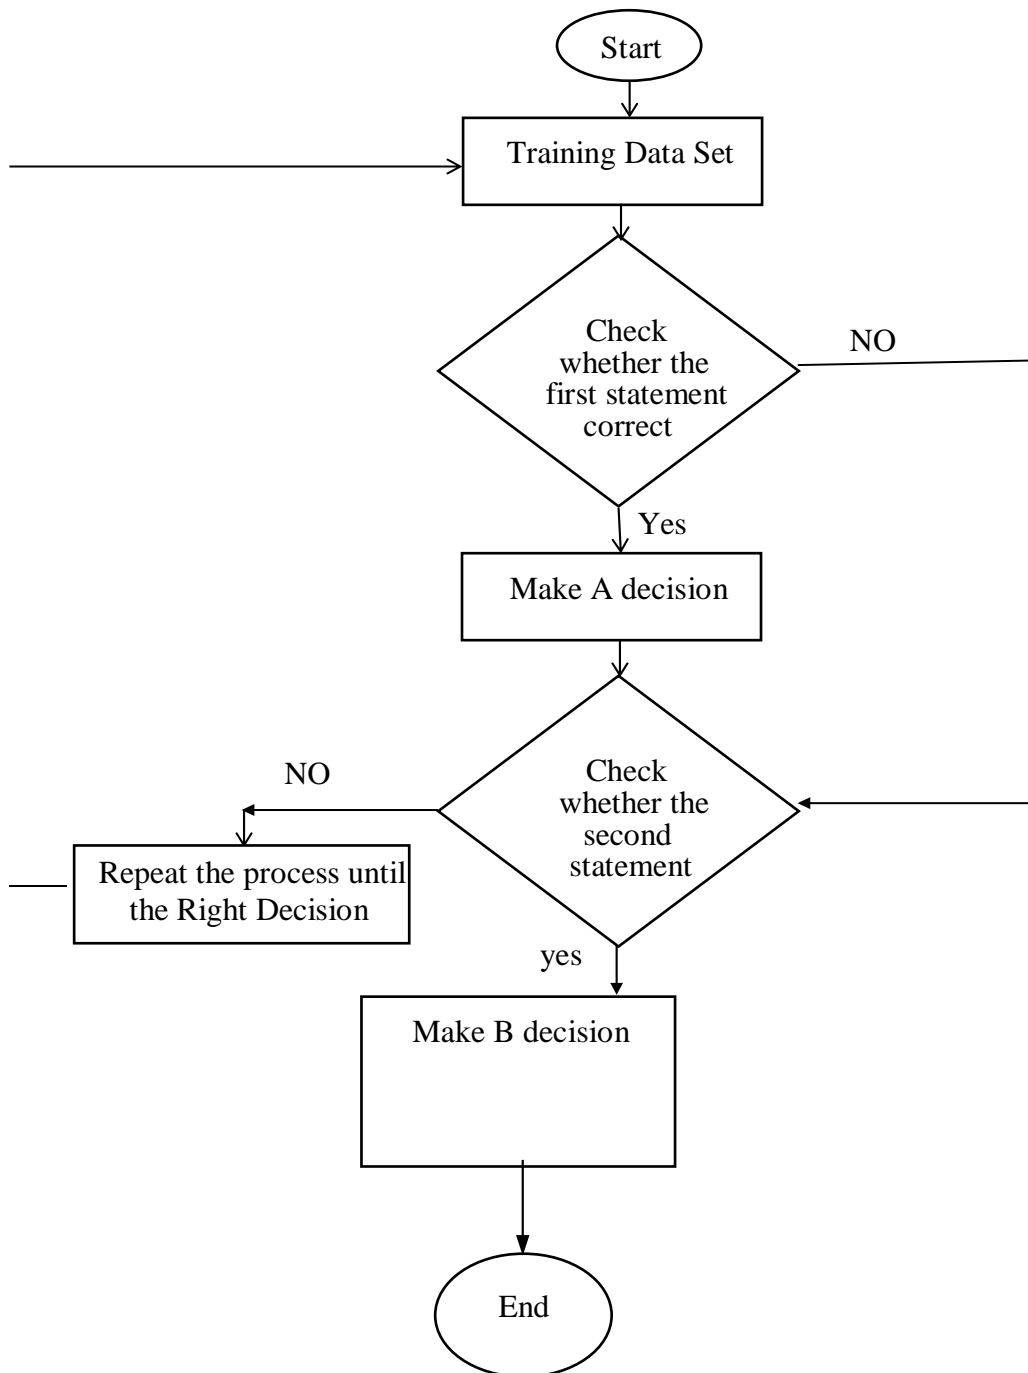 Start
Training Data Set
Check
whether the
first statement
correct
NO
Yes
Make A decision
Check
whether the
second
statement
NO
Repeat the process until
the Right Decision
yes
Make B decision
End